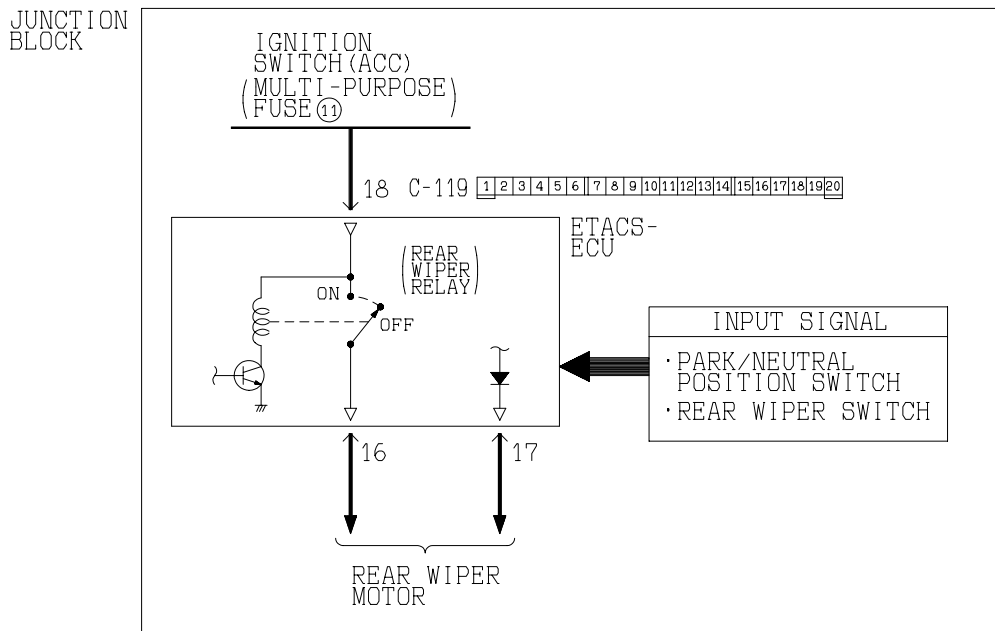 JUNCTION
BLOCK
IGNITION
SWITCH(ACC)
(MULTI-PURPOSE
FUSE⑪)
18 C-119 1 2 3 4 5 6 7 8 9 10 11 12 13 14 15 16 17 18 19 20
ETACS-
ECU
(REAR
WIPER
RELAY)
ON
OFF
INPUT SIGNAL
・PARK/NEUTRAL
POSITION SWITCH
・REAR WIPER SWITCH
16 17
REAR WIPER
MOTOR